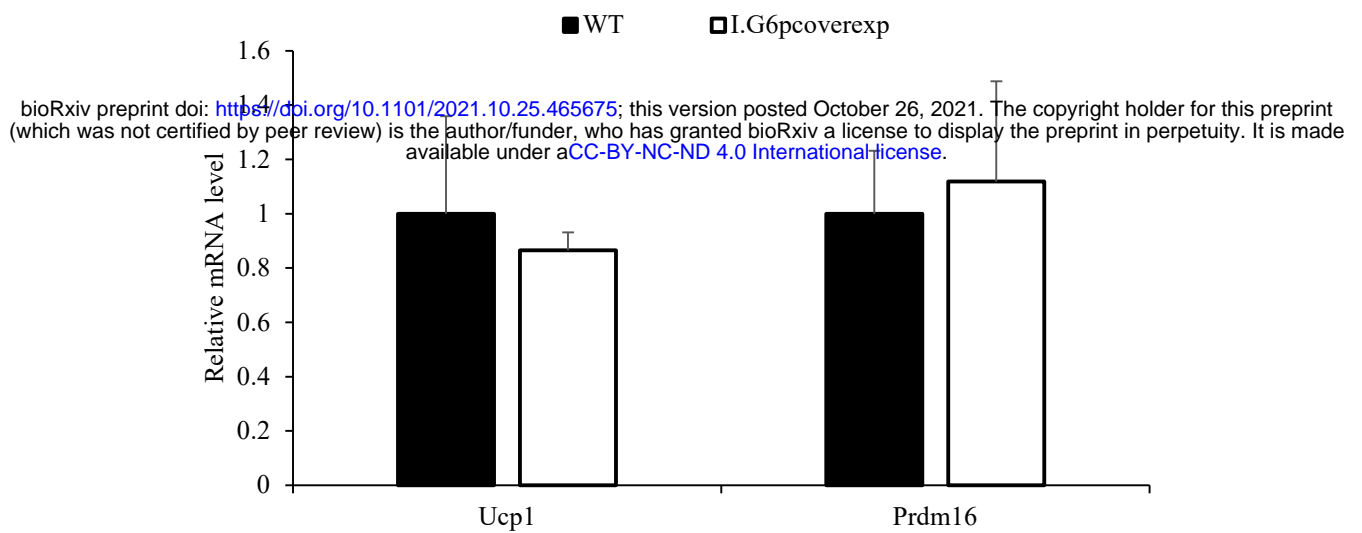 WT I.G6pcoverexp
1.6
bioRxiv preprint doi: https://doi.org/10.1101/2021.10.25.465675; this version posted October 26, 2021. The copyright holder for this preprint
(which was not certified by peer review) is the author/funder, who has granted bioRxiv a license to display the preprint in perpetuity. It is made
available under aCC-BY-NC-ND 4.0 International license.
1.4
1.2
1
0.8
0.6
0.4
0.2
0
Relative mRNA level
Ucp1 Prdm16